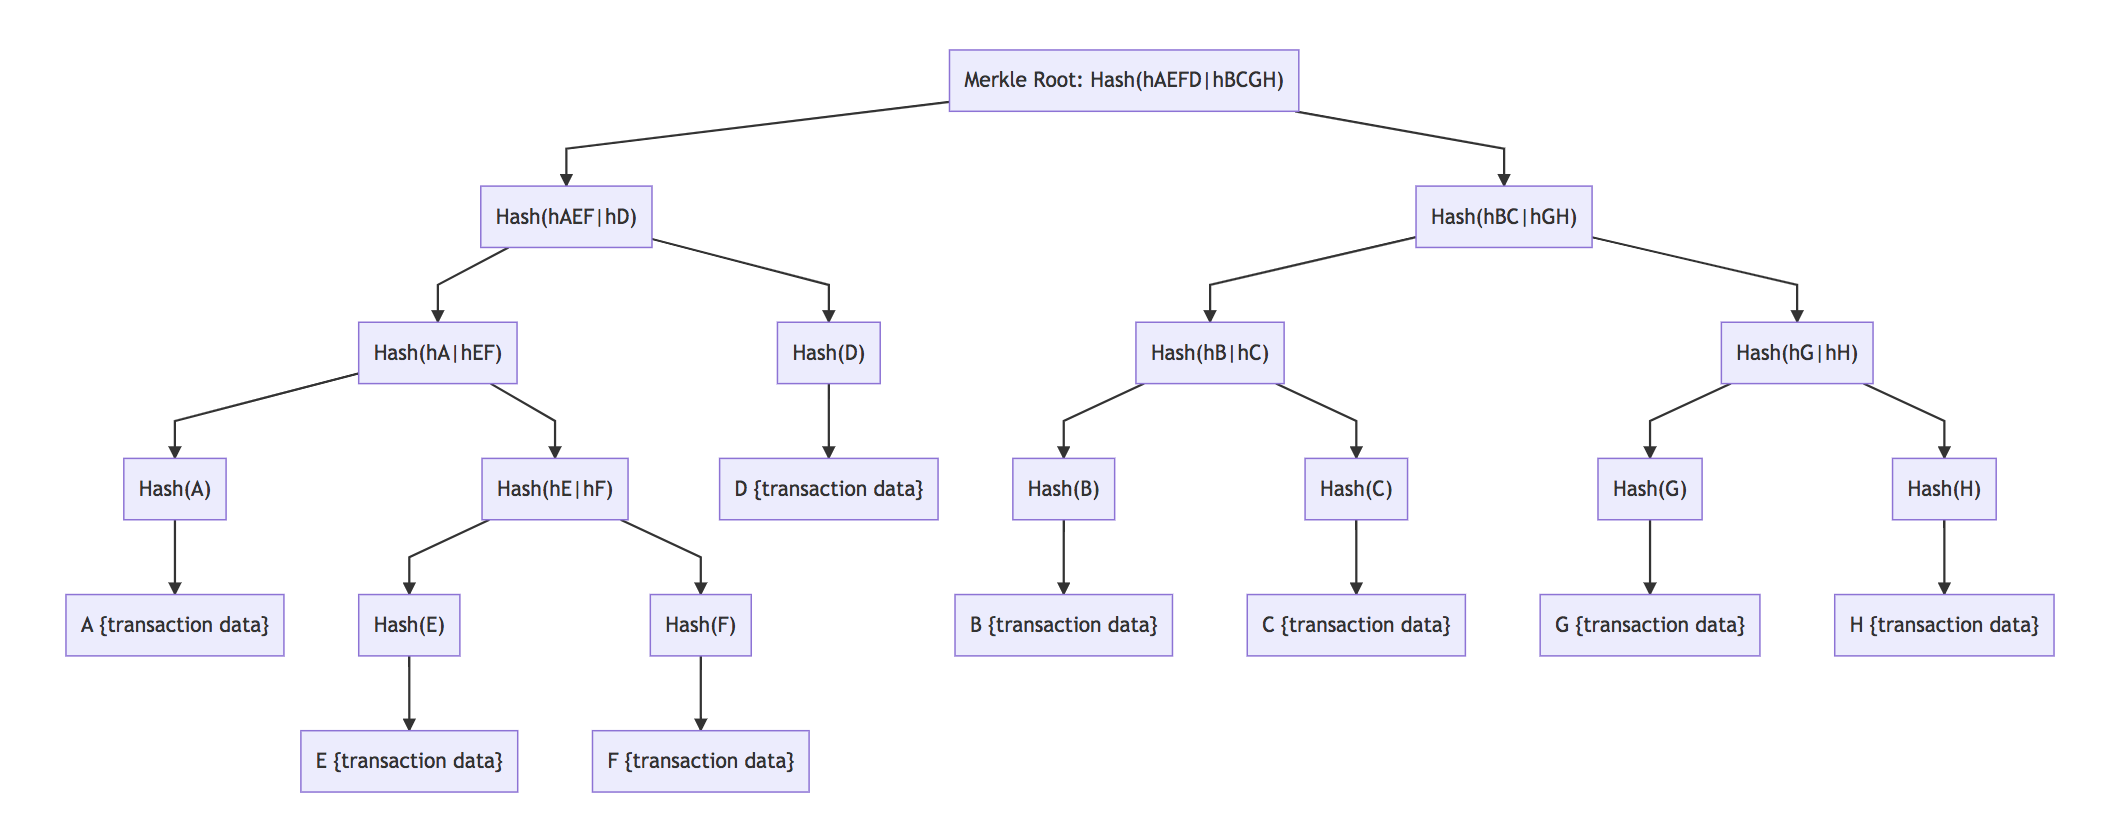 Merkle Root: Hash(hAEFD|hBCGH)
Hash(hAEF|hD)
Hash(hBC|hGH)
Hash(hA|hEF)
Hash(D)
Hash(hB|hC)
Hash(hG|hH)
Hash(A)
Hash(hE|hF)
D {transaction data}
Hash(B)
Hash(C)
Hash(G)
Hash(H)
A {transaction data}
Hash(E)
Hash(F)
B {transaction data}
C {transaction data}
G {transaction data}
H {transaction data}
E {transaction data}
F {transaction data}